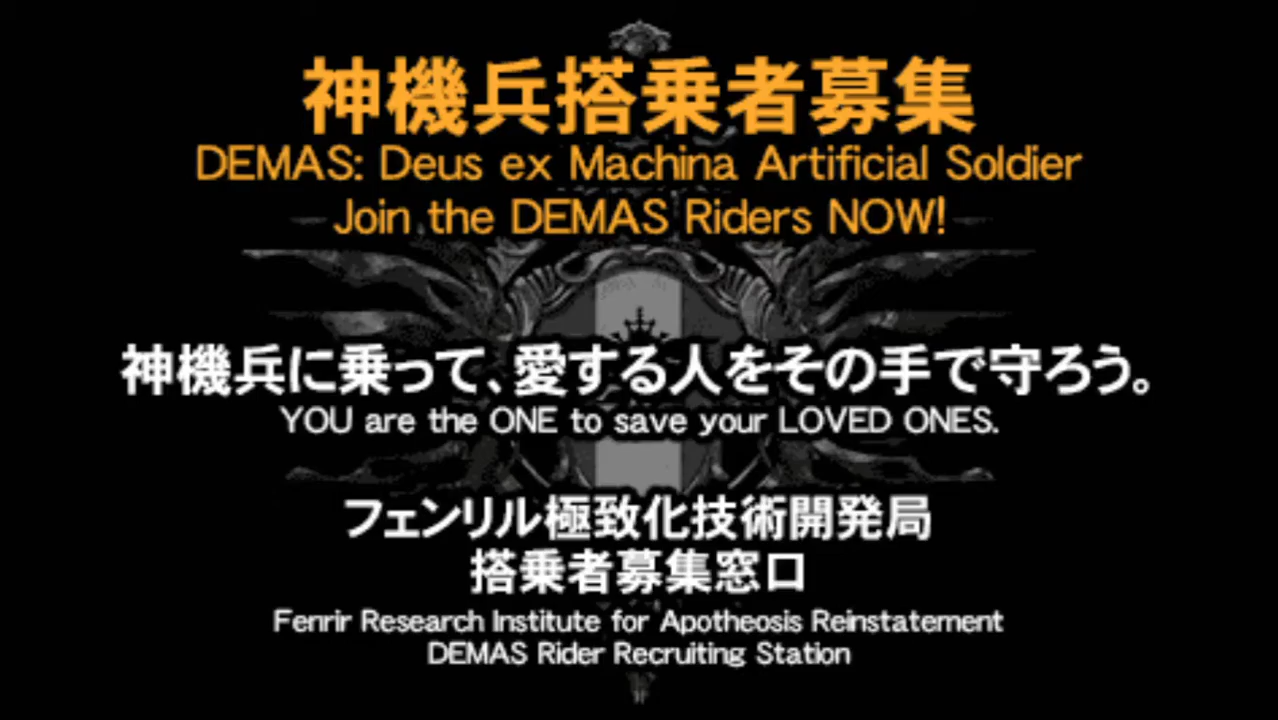 神機兵搭乗者募集
DEMAS: Deus ex Machina Artificial Soldier
Join the DEMAS Riders NOW!
神機兵に乗って、愛する人をその手で守ろう。
YOU are the ONE to save your LOVED ONES.
フェンリル極致化技術開発局
搭乗者募集窓口
Fenrir Research Institute for Apotheosis Reinstatement
DEMAS Rider Recruiting Station